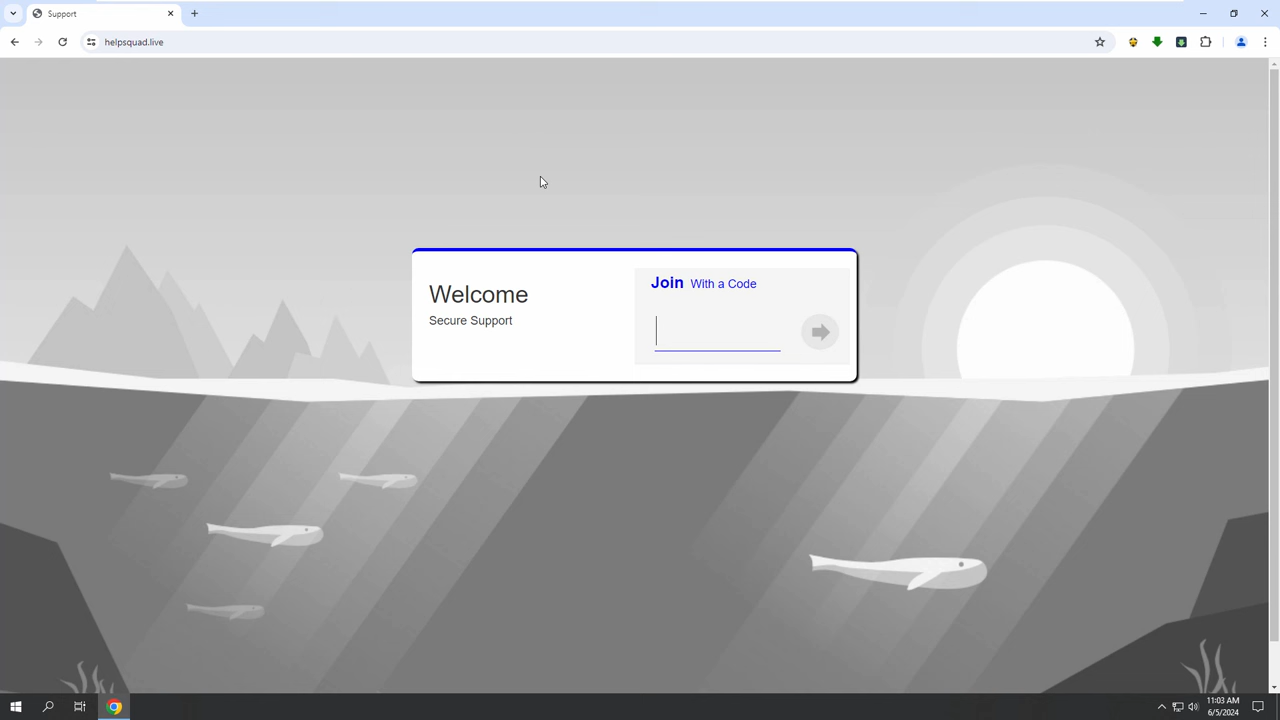 Support
helpsquad.live
Welcome
Secure Support
Join With a Code
11:03 AM
6/5/2024